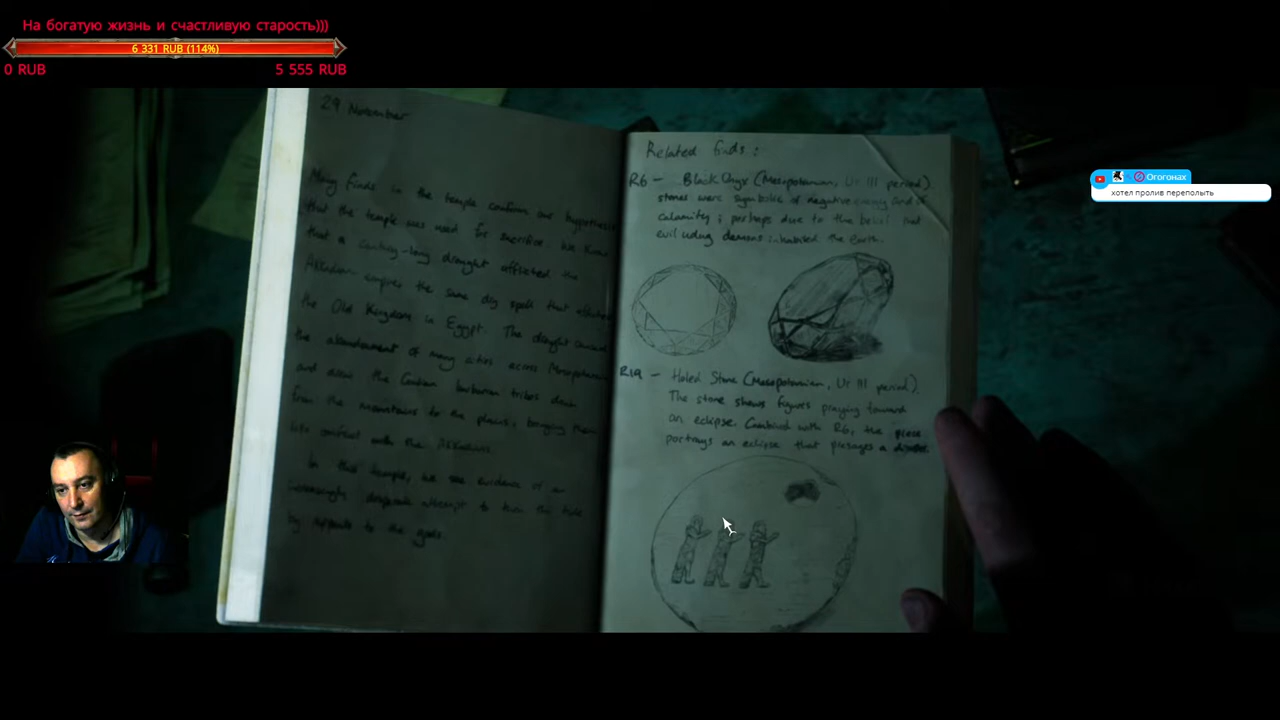 На богатую жизнь и счастливую старость)))
6 331 RUB (114%)
0 RUB
5 555 RUB
29 November
Many finds in the temple confirm our hypothesis
that the temple was used for sacrifice. We know
that a century-long drought afflicted the
Akkadian empire, the same dry spell that afflicted
the Old Kingdom in Egypt. The drought caused
the abandonment of many cities across Mesopotamia
and drove the Gutian barbarian tribes down
from the mountains to the plains, bringing them
into conflict with the Akkadians.
In this temple, we see evidence of an
increasingly desperate attempt to turn the tide
by appeals to the gods.
Related finds:
R6 - Black Onyx (Mesopotamian, Ur III period).
stones were symbols of negative energy and of
calamity; perhaps due to the belief that
evil demons inhabited the earth.
R19 - Holed Stone (Mesopotamian, Ur III period).
The stone shows figures praying toward
an eclipse. Combined with R6, the piece
portrays an eclipse that presages a disaster.
Огогонах
хотел пролив переполыть